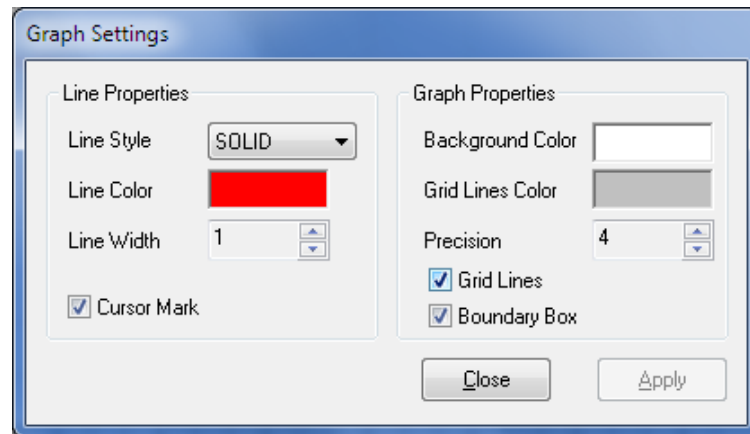 Graph Settings
Line Properties
Line Style SOLID
Line Color
Line Width 1
Cursor Mark
Graph Properties
Background Color
Grid Lines Color
Precision 4
Grid Lines
Boundary Box
Close
Apply